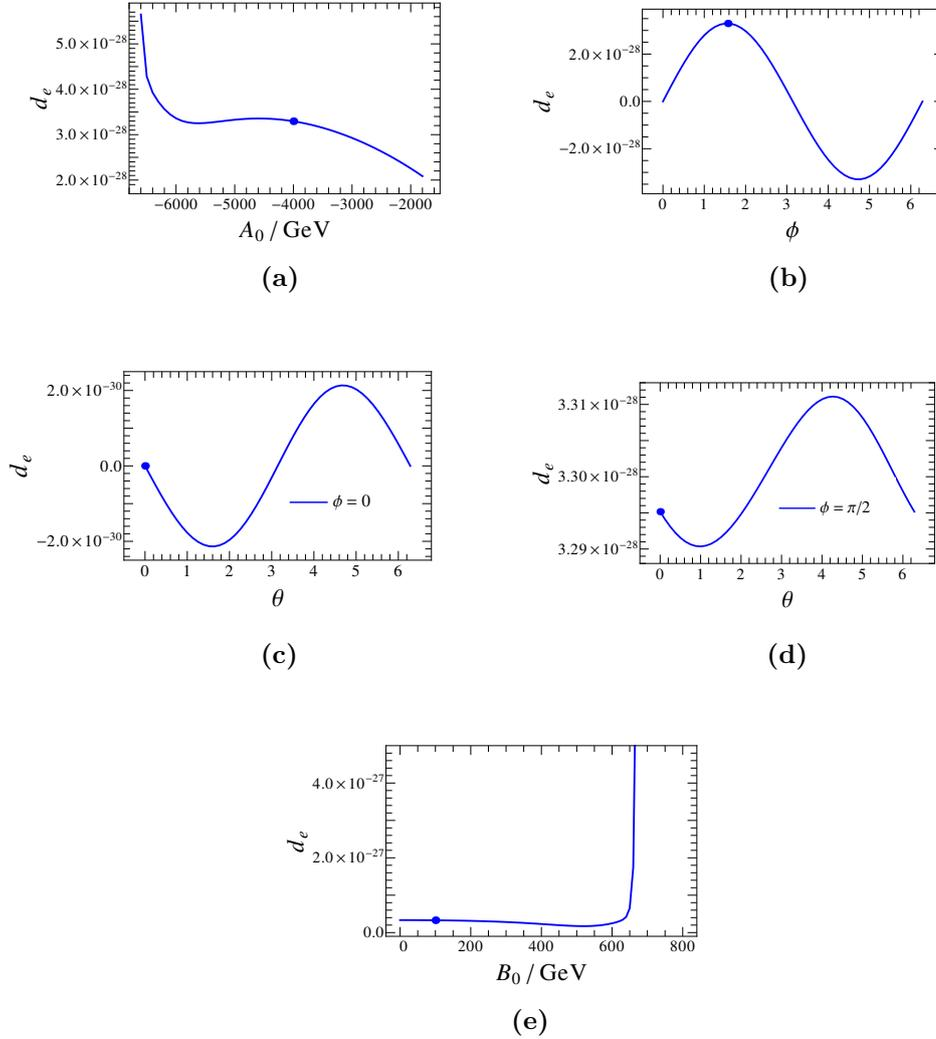 5.0×10⁻²⁸
4.0×10⁻²⁸
3.0×10⁻²⁸
2.0×10⁻²⁸
d_e
−6000 −5000 −4000 −3000 −2000
A₀ / GeV
(a)
2.0×10⁻²⁸
0.0
−2.0×10⁻²⁸
d_e
0 1 2 3 4 5 6
ϕ
(b)
2.0×10⁻³⁰
0.0
−2.0×10⁻³⁰
d_e
ϕ = 0
0 1 2 3 4 5 6
θ
(c)
3.31×10⁻²⁸
3.30×10⁻²⁸
3.29×10⁻²⁸
d_e
ϕ = π/2
0 1 2 3 4 5 6
θ
(d)
4.0×10⁻²⁷
2.0×10⁻²⁷
0.0
d_e
0 200 400 600 800
B₀ / GeV
(e)